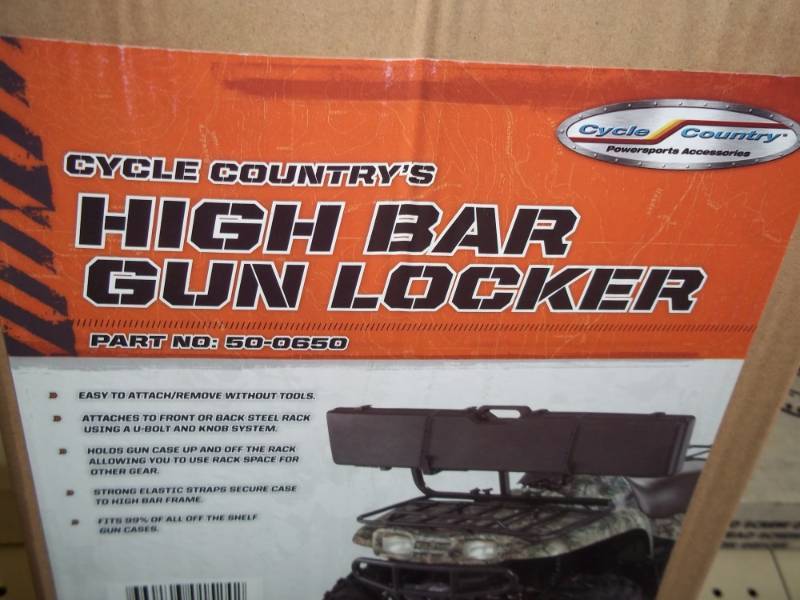 Cycle Country
Powersports Accessories
CYCLE COUNTRY'S
HIGH BAR
GUN LOCKER
PART NO: 50-0650
EASY TO ATTACH/REMOVE WITHOUT TOOLS.
ATTACHES TO FRONT OR BACK STEEL RACK
USING A U-BOLT AND KNOB SYSTEM.
HOLDS GUN CASE UP AND OFF THE RACK
ALLOWING YOU TO USE RACK SPACE FOR
OTHER GEAR.
STRONG ELASTIC STRAPS SECURE CASE
TO HIGH BAR FRAME.
FITS 99% OF ALL OFF THE SHELF
GUN CASES.